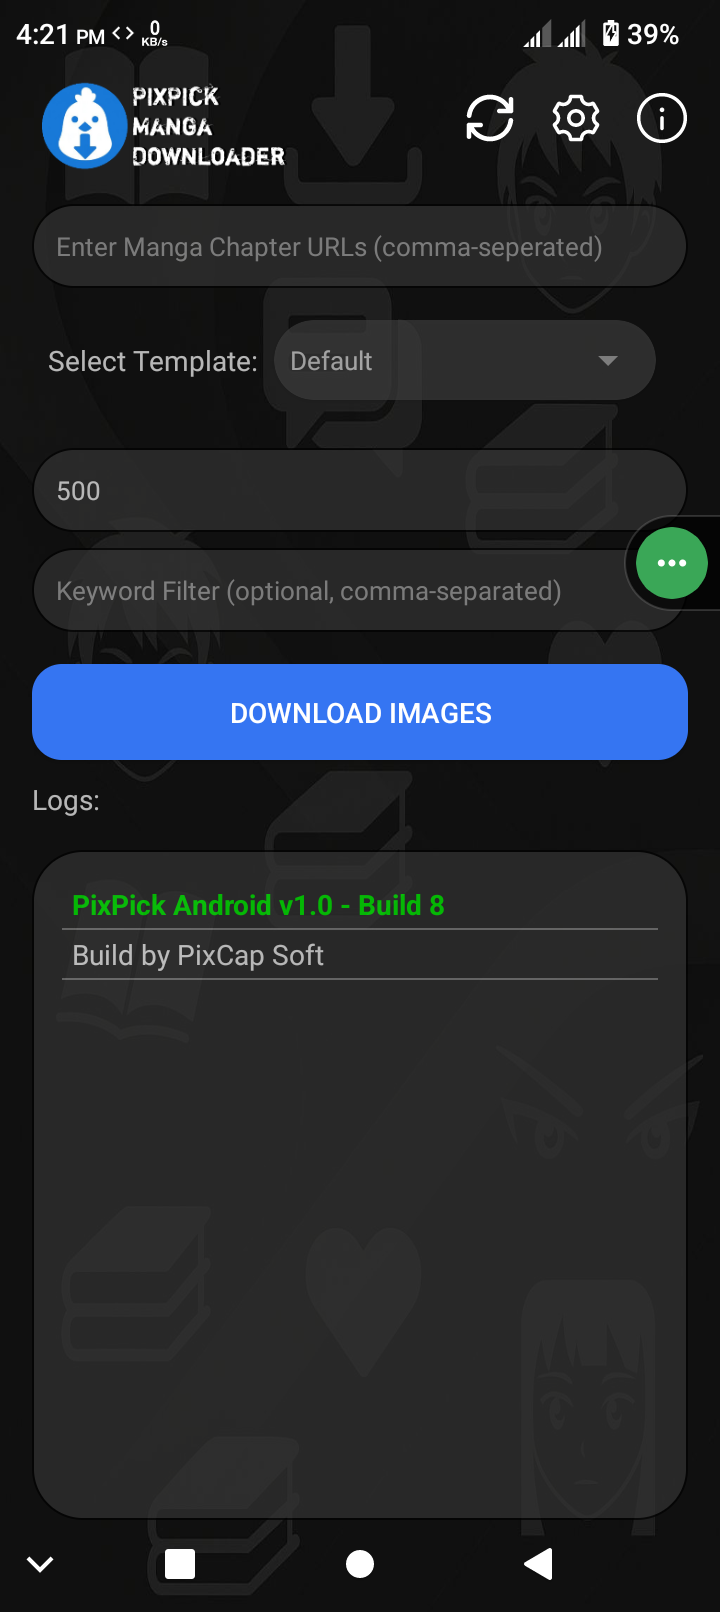 4:21 PM <> 0 KB/s 39%
PIXPICK
MANGA
DOWNLOADER
Enter Manga Chapter URLs (comma-seperated)
Select Template: Default
500
Keyword Filter (optional, comma-separated)
DOWNLOAD IMAGES
Logs:
PixPick Android v1.0 - Build 8
Build by PixCap Soft